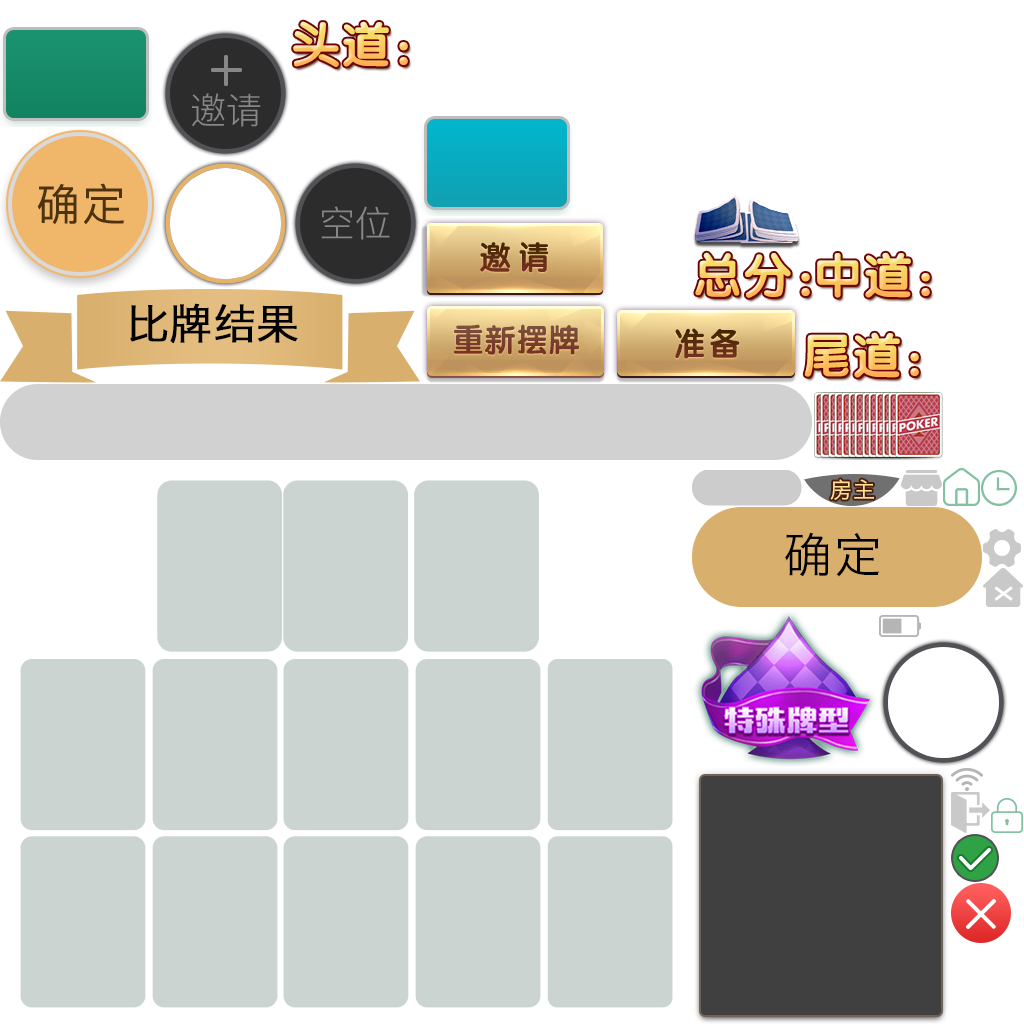 头道：
+
邀请
确定
空位
邀 请
总分：
中道：
比牌结果
重新摆牌
准备
尾道：
POKER
房主
确定
特殊牌型